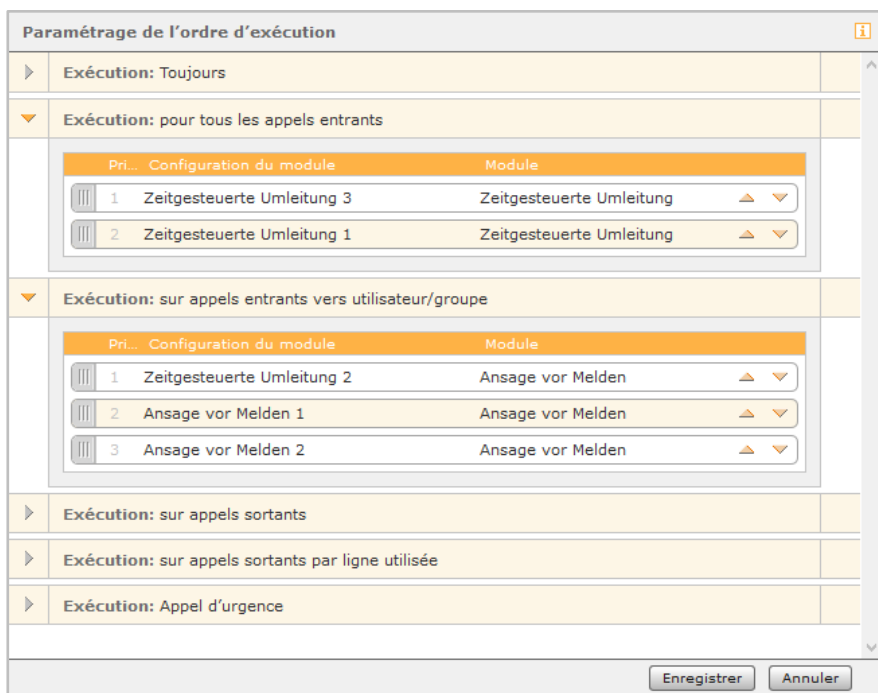 Paramétrage de l’ordre d’exécution
Exécution: Toujours
Exécution: pour tous les appels entrants
Pri... Configuration du module Module
1 Zeitgesteuerte Umleitung 3 Zeitgesteuerte Umleitung
2 Zeitgesteuerte Umleitung 1 Zeitgesteuerte Umleitung
Exécution: sur appels entrants vers utilisateur/groupe
Pri... Configuration du module Module
1 Zeitgesteuerte Umleitung 2 Ansage vor Melden
2 Ansage vor Melden 1 Ansage vor Melden
3 Ansage vor Melden 2 Ansage vor Melden
Exécution: sur appels sortants
Exécution: sur appels sortants par ligne utilisée
Exécution: Appel d’urgence
Enregistrer Annuler